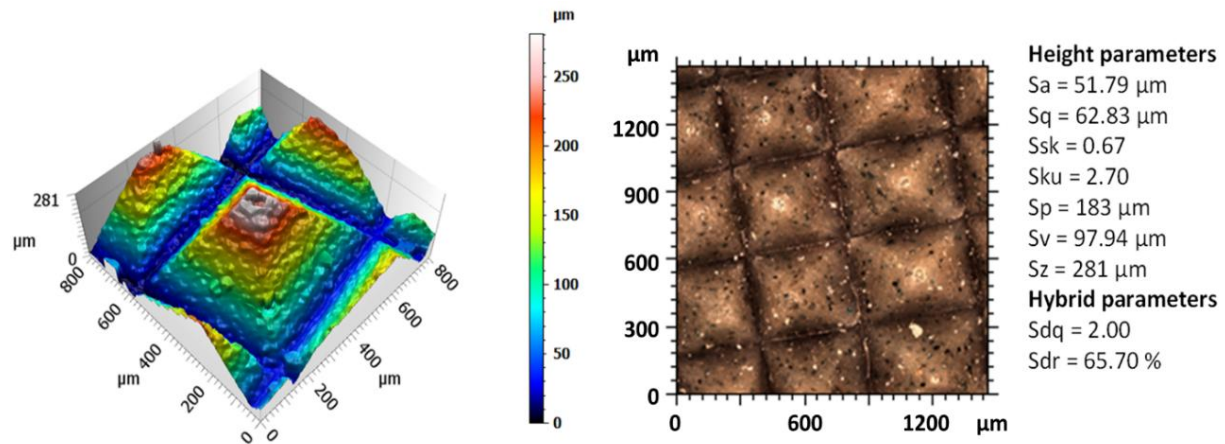 281
µm
0
800
600
µm
400
200
0
0
200
400
µm
600
800
µm
250
200
150
100
50
0
µm
1200
900
600
300
0
0
600
1200
µm
Height parameters
Sa = 51.79 µm
Sq = 62.83 µm
Ssk = 0.67
Sku = 2.70
Sp = 183 µm
Sv = 97.94 µm
Sz = 281 µm
Hybrid parameters
Sdq = 2.00
Sdr = 65.70 %